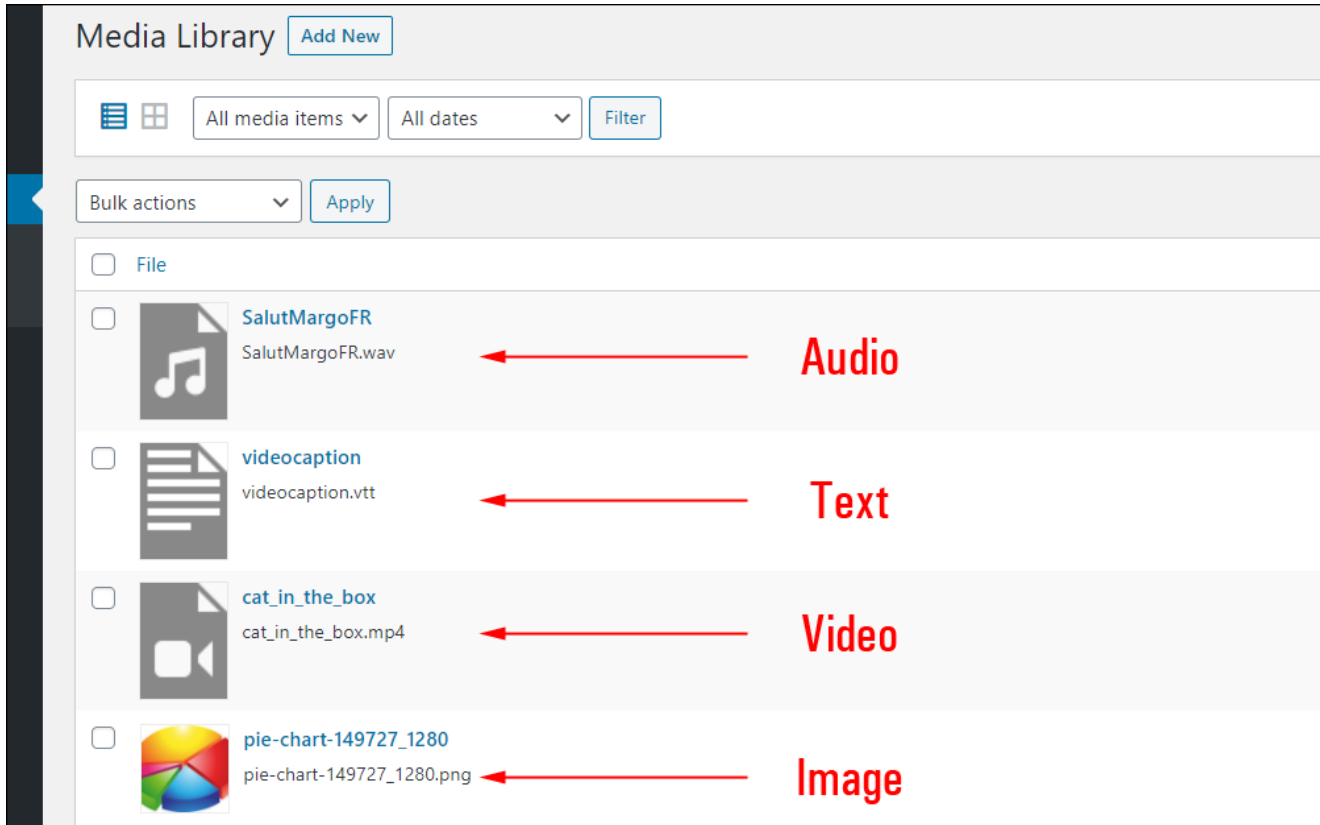 Media Library Add New
All media items All dates Filter
Bulk actions Apply
File
SalutMargoFR
SalutMargoFR.wav Audio
videocaption
videocaption.vtt Text
cat_in_the_box
cat_in_the_box.mp4 Video
pie-chart-149727_1280
pie-chart-149727_1280.png Image